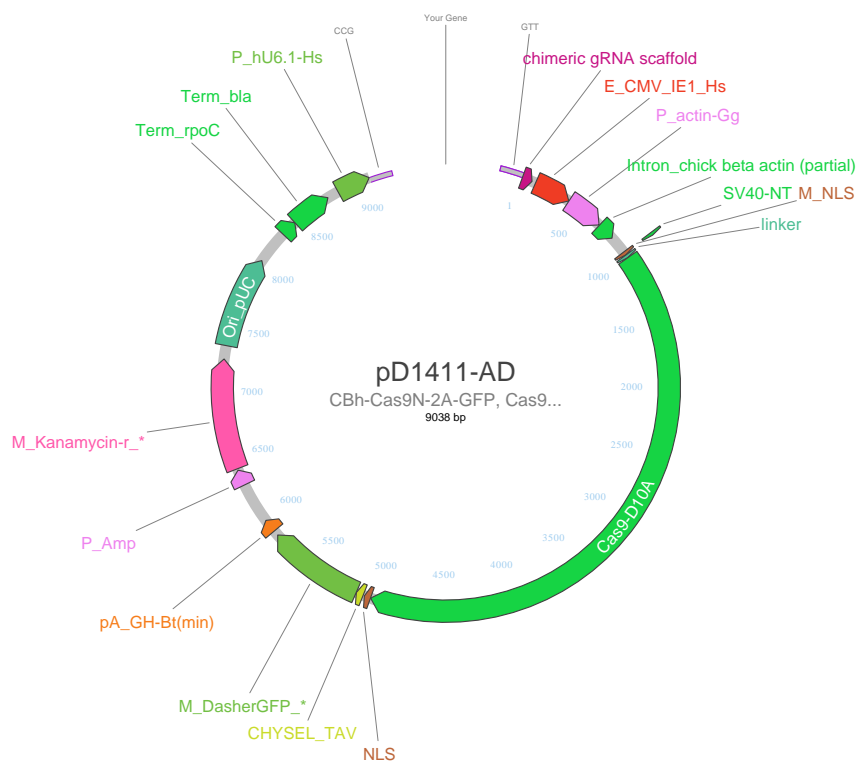 Your Gene
CCG
GTT
P_hU6.1-Hs
chimeric gRNA scaffold
Term_bla
E_CMV_IE1_Hs
Term_rpoC
P_actin-Gg
Intron_chick beta actin (partial)
SV40-NT
M_NLS
linker
9000
1
8500
500
8000
1000
Ori_pUC
7500
1500
pD1411-AD
CBh-Cas9N-2A-GFP, Cas9...
9038 bp
7000
2000
M_Kanamycin-r_*
6500
2500
6000
3000
Cas9-D10A
P_Amp
5500
3500
5000
4000
4500
pA_GH-Bt(min)
M_DasherGFP_*
CHYSEL_TAV
NLS